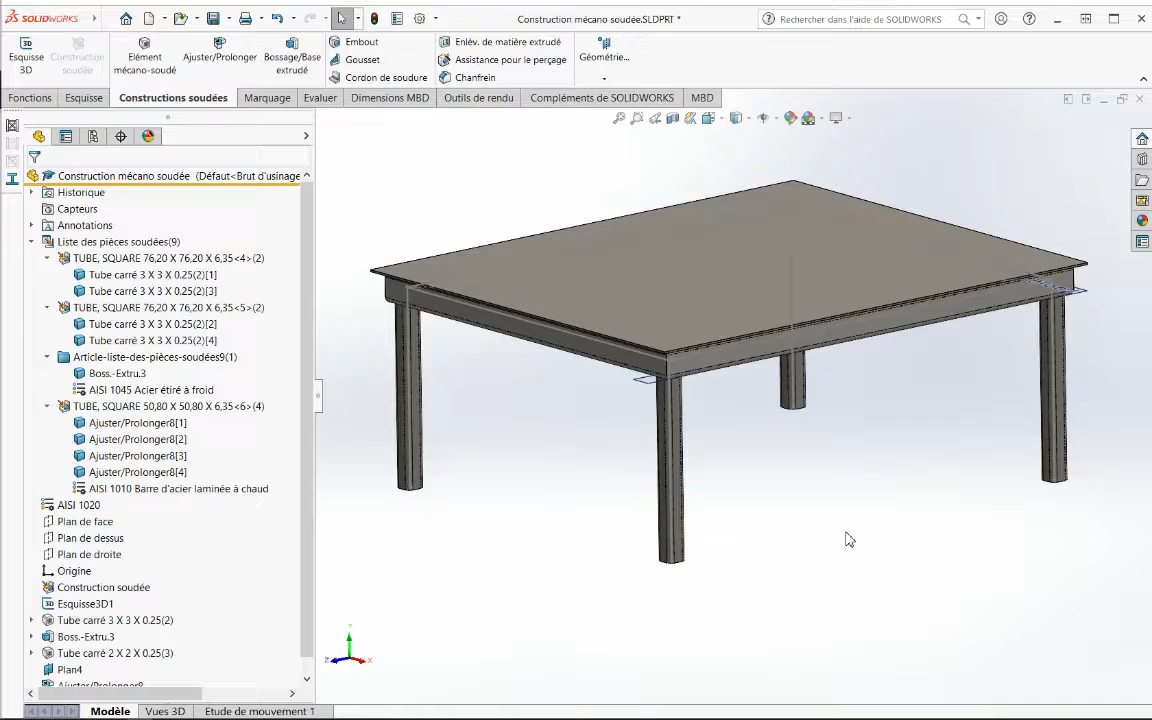 SOLIDWORKS
Construction mécano soudée.SLDPRT *
Rechercher dans l'aide de SOLIDWORKS
Esquisse 3D
Construction soudée
Elément mécano-soudé
Ajuster/Prolonger
Bossage/Base extrudé
Embout
Gousset
Cordon de soudure
Enlèv. de matière extrudé
Assistance pour le perçage
Chanfrein
Géométrie...
Fonctions
Esquisse
Constructions soudées
Marquage
Evaluer
Dimensions MBD
Outils de rendu
Compléments de SOLIDWORKS
MBD
Construction mécano soudée (Défaut<Brut d'usinage
Historique
Capteurs
Annotations
Liste des pièces soudées(9)
TUBE, SQUARE 76,20 X 76,20 X 6,35<4>(2)
Tube carré 3 X 3 X 0.25(2)[1]
Tube carré 3 X 3 X 0.25(2)[3]
TUBE, SQUARE 76,20 X 76,20 X 6,35<5>(2)
Tube carré 3 X 3 X 0.25(2)[2]
Tube carré 3 X 3 X 0.25(2)[4]
Article-liste-des-pièces-soudées9(1)
Boss.-Extru.3
AISI 1045 Acier étiré à froid
TUBE, SQUARE 50,80 X 50,80 X 6,35<6>(4)
Ajuster/Prolonger8[1]
Ajuster/Prolonger8[2]
Ajuster/Prolonger8[3]
Ajuster/Prolonger8[4]
AISI 1010 Barre d'acier laminée à chaud
AISI 1020
Plan de face
Plan de dessus
Plan de droite
Origine
Construction soudée
Esquisse3D1
Tube carré 3 X 3 X 0.25(2)
Boss.-Extru.3
Tube carré 2 X 2 X 0.25(3)
Plan4
Ajuster/Prolonger8
Y
Z
X
Modèle
Vues 3D
Etude de mouvement 1